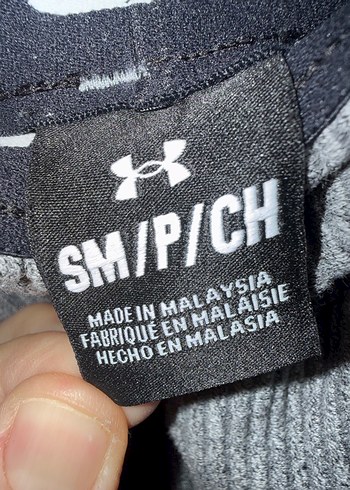 SM/P/CH
MADE IN MALAYSIA
FABRIQUÉ EN MALAISIE
HECHO EN MALASIA